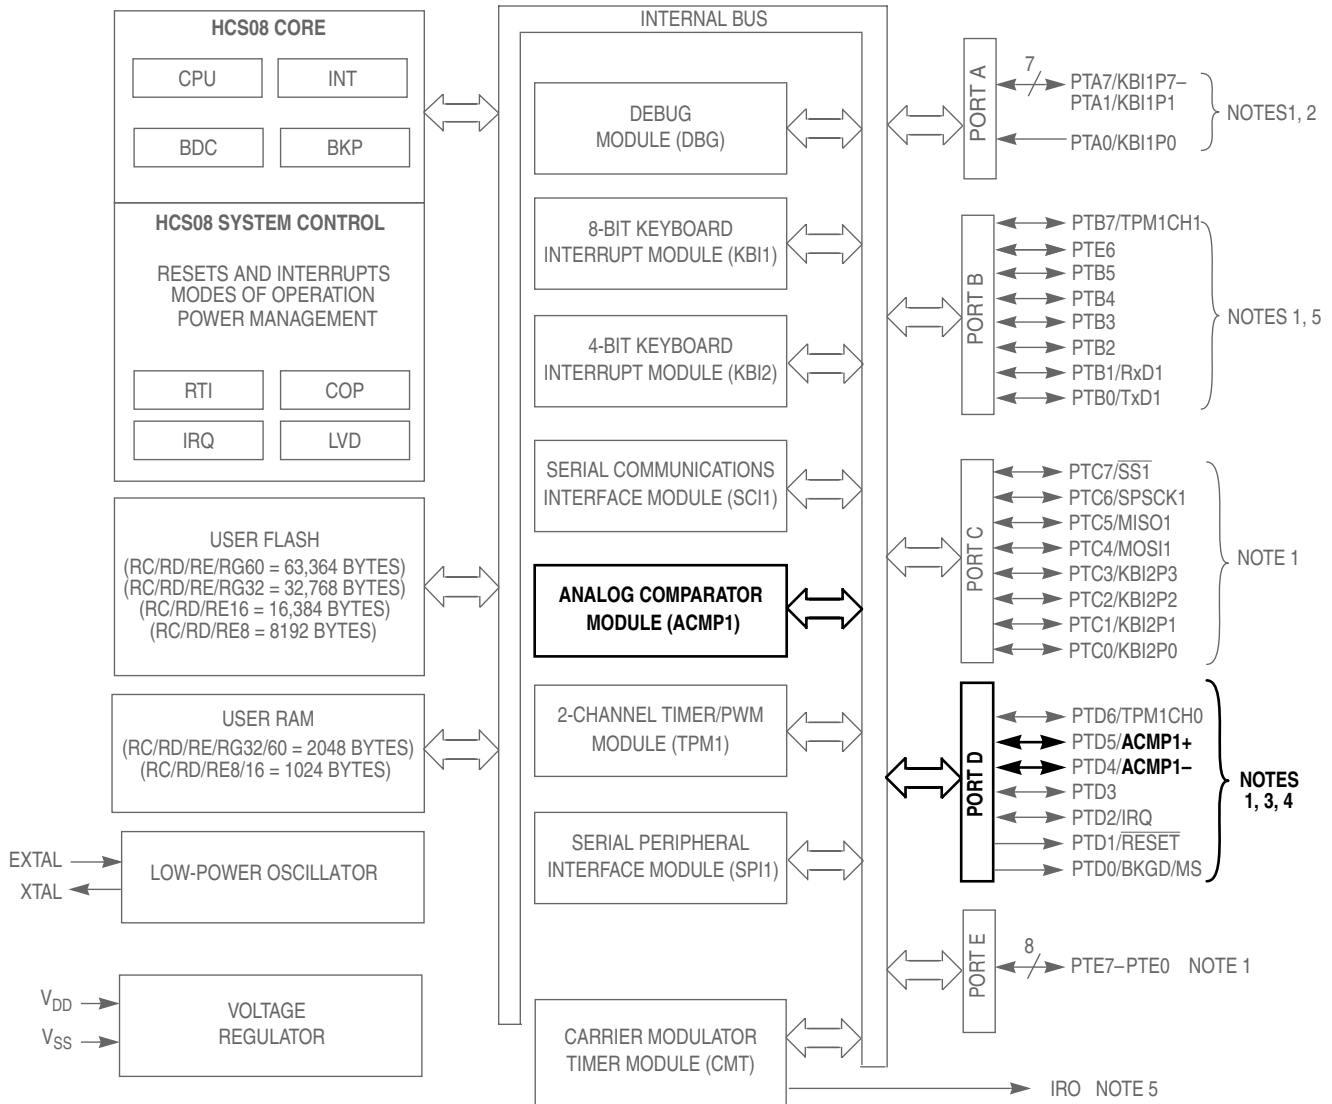 HCS08 CORE
CPU
INT
BDC
BKP
HCS08 SYSTEM CONTROL
RESETS AND INTERRUPTS
MODES OF OPERATION
POWER MANAGEMENT
RTI
COP
IRQ
LVD
USER FLASH
(RC/RD/RE/RG60 = 63,364 BYTES)
(RC/RD/RE/RG32 = 32,768 BYTES)
(RC/RD/RE16 = 16,384 BYTES)
(RC/RD/RE8 = 8192 BYTES)
USER RAM
(RC/RD/RE/RG32/60 = 2048 BYTES)
(RC/RD/RE8/16 = 1024 BYTES)
EXTAL
XTAL
LOW-POWER OSCILLATOR
VDD
VSS
VOLTAGE
REGULATOR
INTERNAL BUS
DEBUG
MODULE (DBG)
8-BIT KEYBOARD
INTERRUPT MODULE (KBI1)
4-BIT KEYBOARD
INTERRUPT MODULE (KBI2)
SERIAL COMMUNICATIONS
INTERFACE MODULE (SCI1)
ANALOG COMPARATOR
MODULE (ACMP1)
2-CHANNEL TIMER/PWM
MODULE (TPM1)
SERIAL PERIPHERAL
INTERFACE MODULE (SPI1)
CARRIER MODULATOR
TIMER MODULE (CMT)
PORT A
7
PTA7/KBI1P7–
PTA1/KBI1P1
PTA0/KBI1P0
NOTES1, 2
PORT B
PTB7/TPM1CH1
PTE6
PTB5
PTB4
PTB3
PTB2
PTB1/RxD1
PTB0/TxD1
NOTES 1, 5
PORT C
PTC7/SS1
PTC6/SPSCK1
PTC5/MISO1
PTC4/MOSI1
PTC3/KBI2P3
PTC2/KBI2P2
PTC1/KBI2P1
PTC0/KBI2P0
NOTE 1
PORT D
PTD6/TPM1CH0
PTD5/ACMP1+
PTD4/ACMP1–
PTD3
PTD2/IRQ
PTD1/RESET
PTD0/BKGD/MS
NOTES
1, 3, 4
PORT E
8
PTE7–PTE0 NOTE 1
IRO NOTE 5